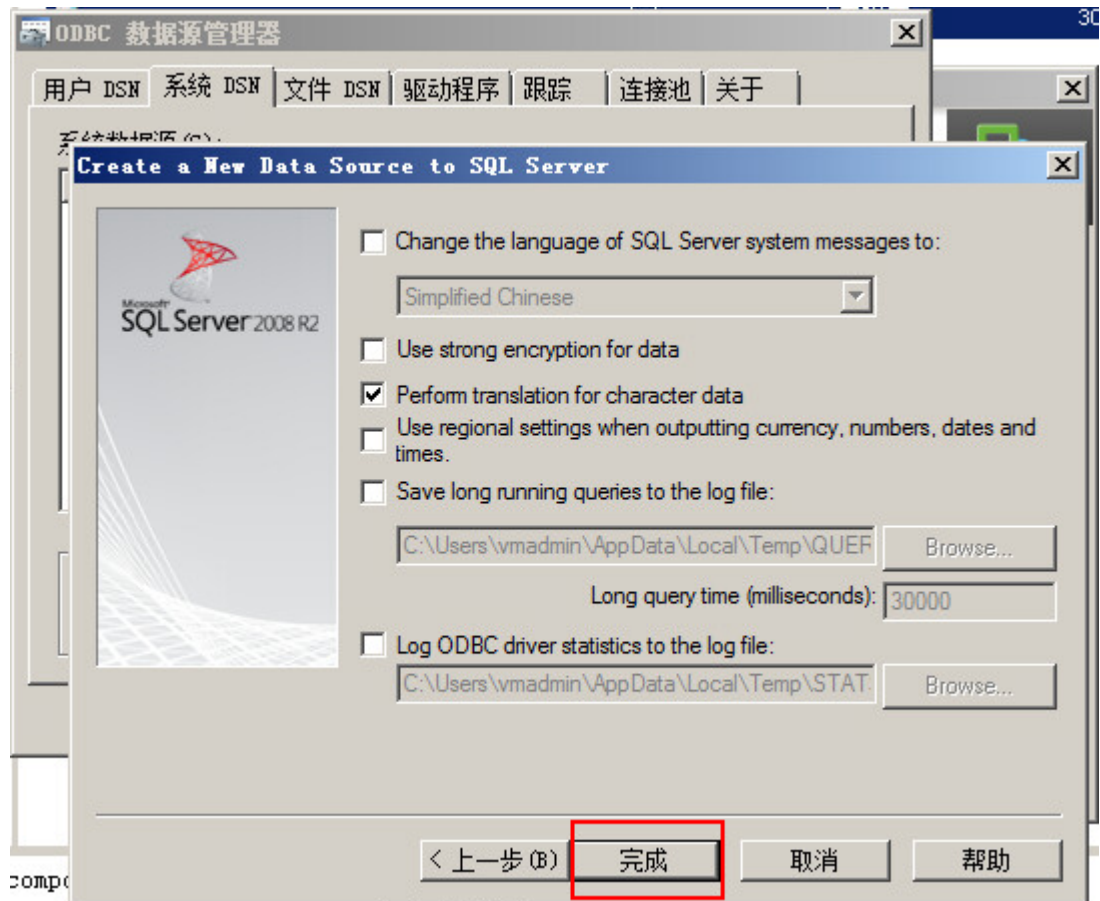 30
ODBC 数据源管理器
用户 DSN 系统 DSN 文件 DSN 驱动程序 跟踪 连接池 关于
Create a New Data Source to SQL Server
Microsoft
SQL Server 2008 R2
Change the language of SQL Server system messages to:
Simplified Chinese
Use strong encryption for data
Perform translation for character data
Use regional settings when outputting currency, numbers, dates and
times.
Save long running queries to the log file:
C:\Users\vmadmin\AppData\Local\Temp\QUER
Browse...
Long query time (milliseconds): 30000
Log ODBC driver statistics to the log file:
C:\Users\vmadmin\AppData\Local\Temp\STAT
Browse...
< 上一步(B) 完成 取消 帮助